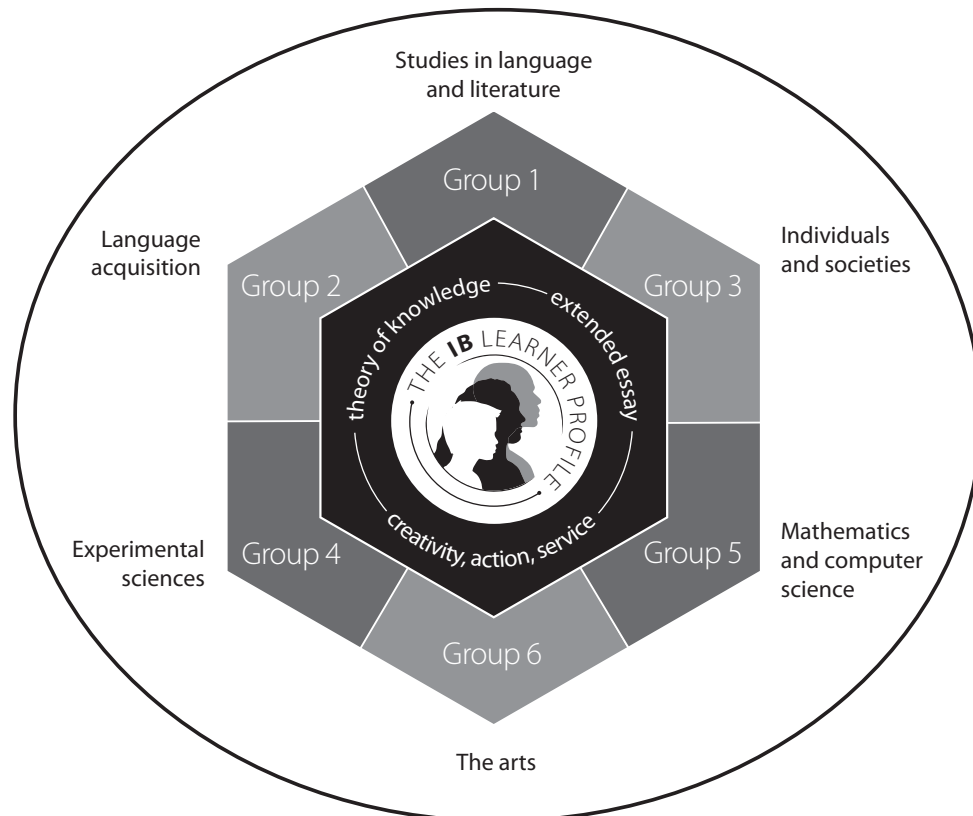 Studies in language
and literature
Group 1
Language
acquisition
Group 2
Individuals
and societies
Group 3
theory of knowledge
extended essay
THE IB LEARNER PROFILE
creativity, action, service
Experimental
sciences
Group 4
Mathematics
and computer
science
Group 5
Group 6
The arts